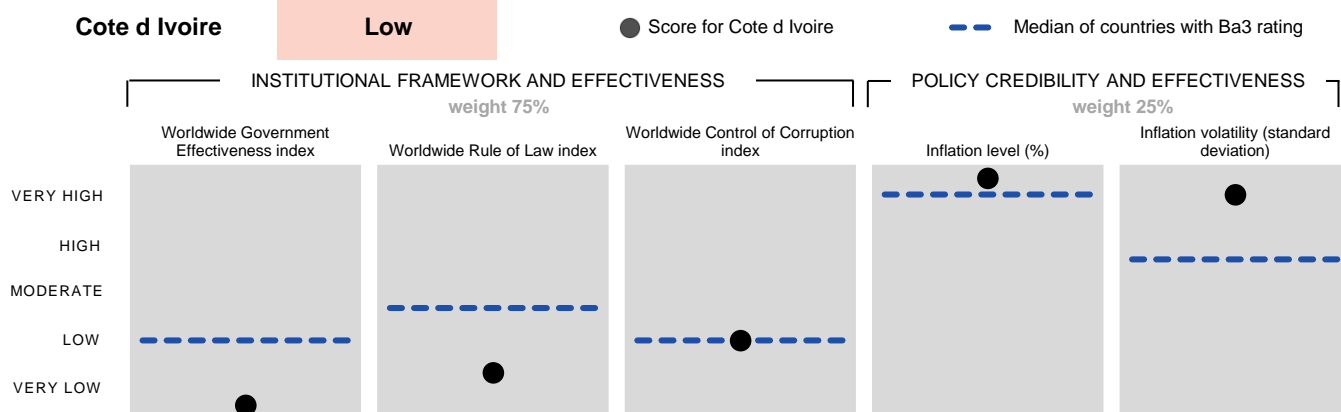 Cote d Ivoire
Low
Score for Cote d Ivoire
Median of countries with Ba3 rating
INSTITUTIONAL FRAMEWORK AND EFFECTIVENESS
weight 75%
POLICY CREDIBILITY AND EFFECTIVENESS
weight 25%
Worldwide Government
Effectiveness index
Worldwide Rule of Law index
Worldwide Control of Corruption
index
Inflation level (%)
Inflation volatility (standard
deviation)
VERY HIGH
HIGH
MODERATE
LOW
VERY LOW